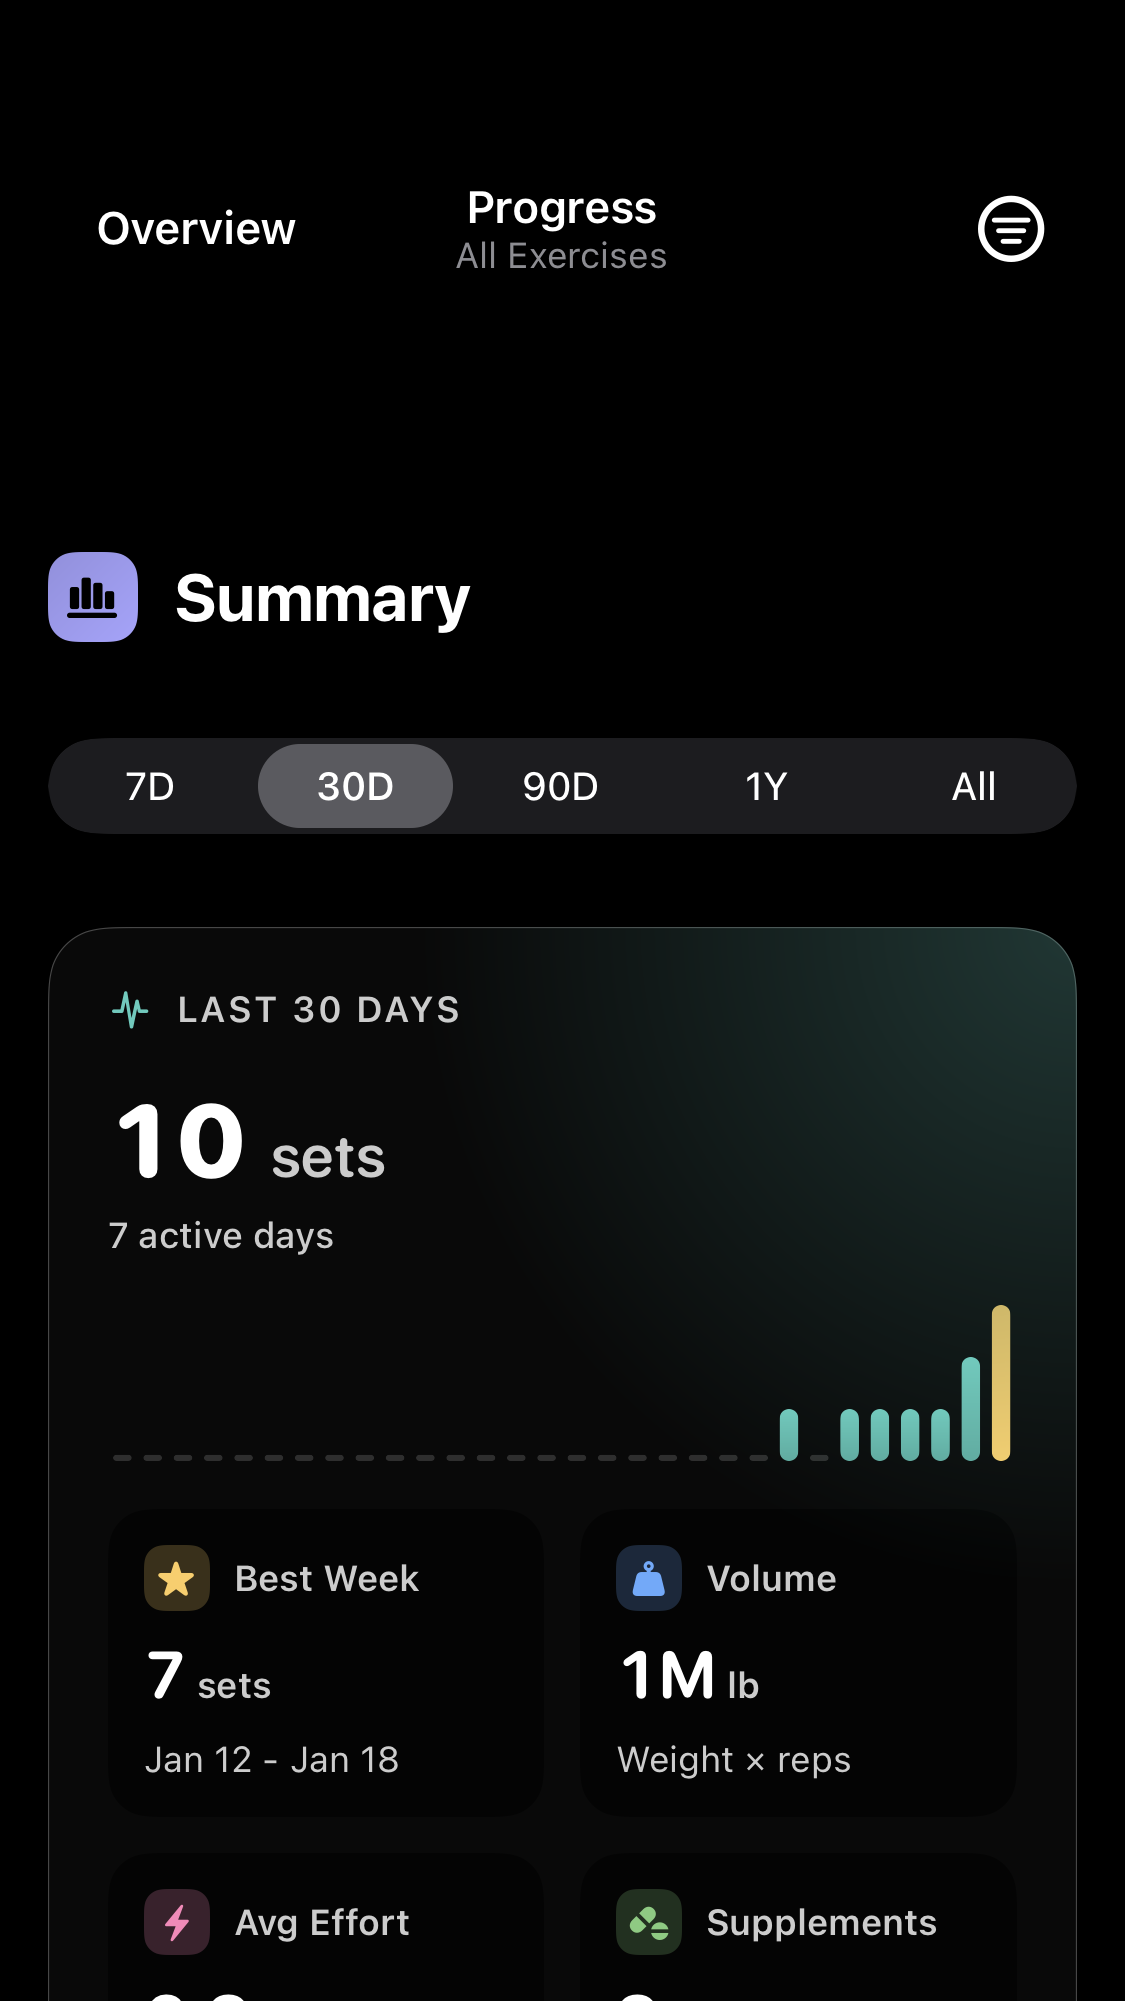 Overview
Progress
All Exercises
Summary
7D 30D 90D 1Y All
LAST 30 DAYS
10 sets
7 active days
Best Week
7 sets
Jan 12 - Jan 18
Volume
1M lb
Weight × reps
Avg Effort
Supplements